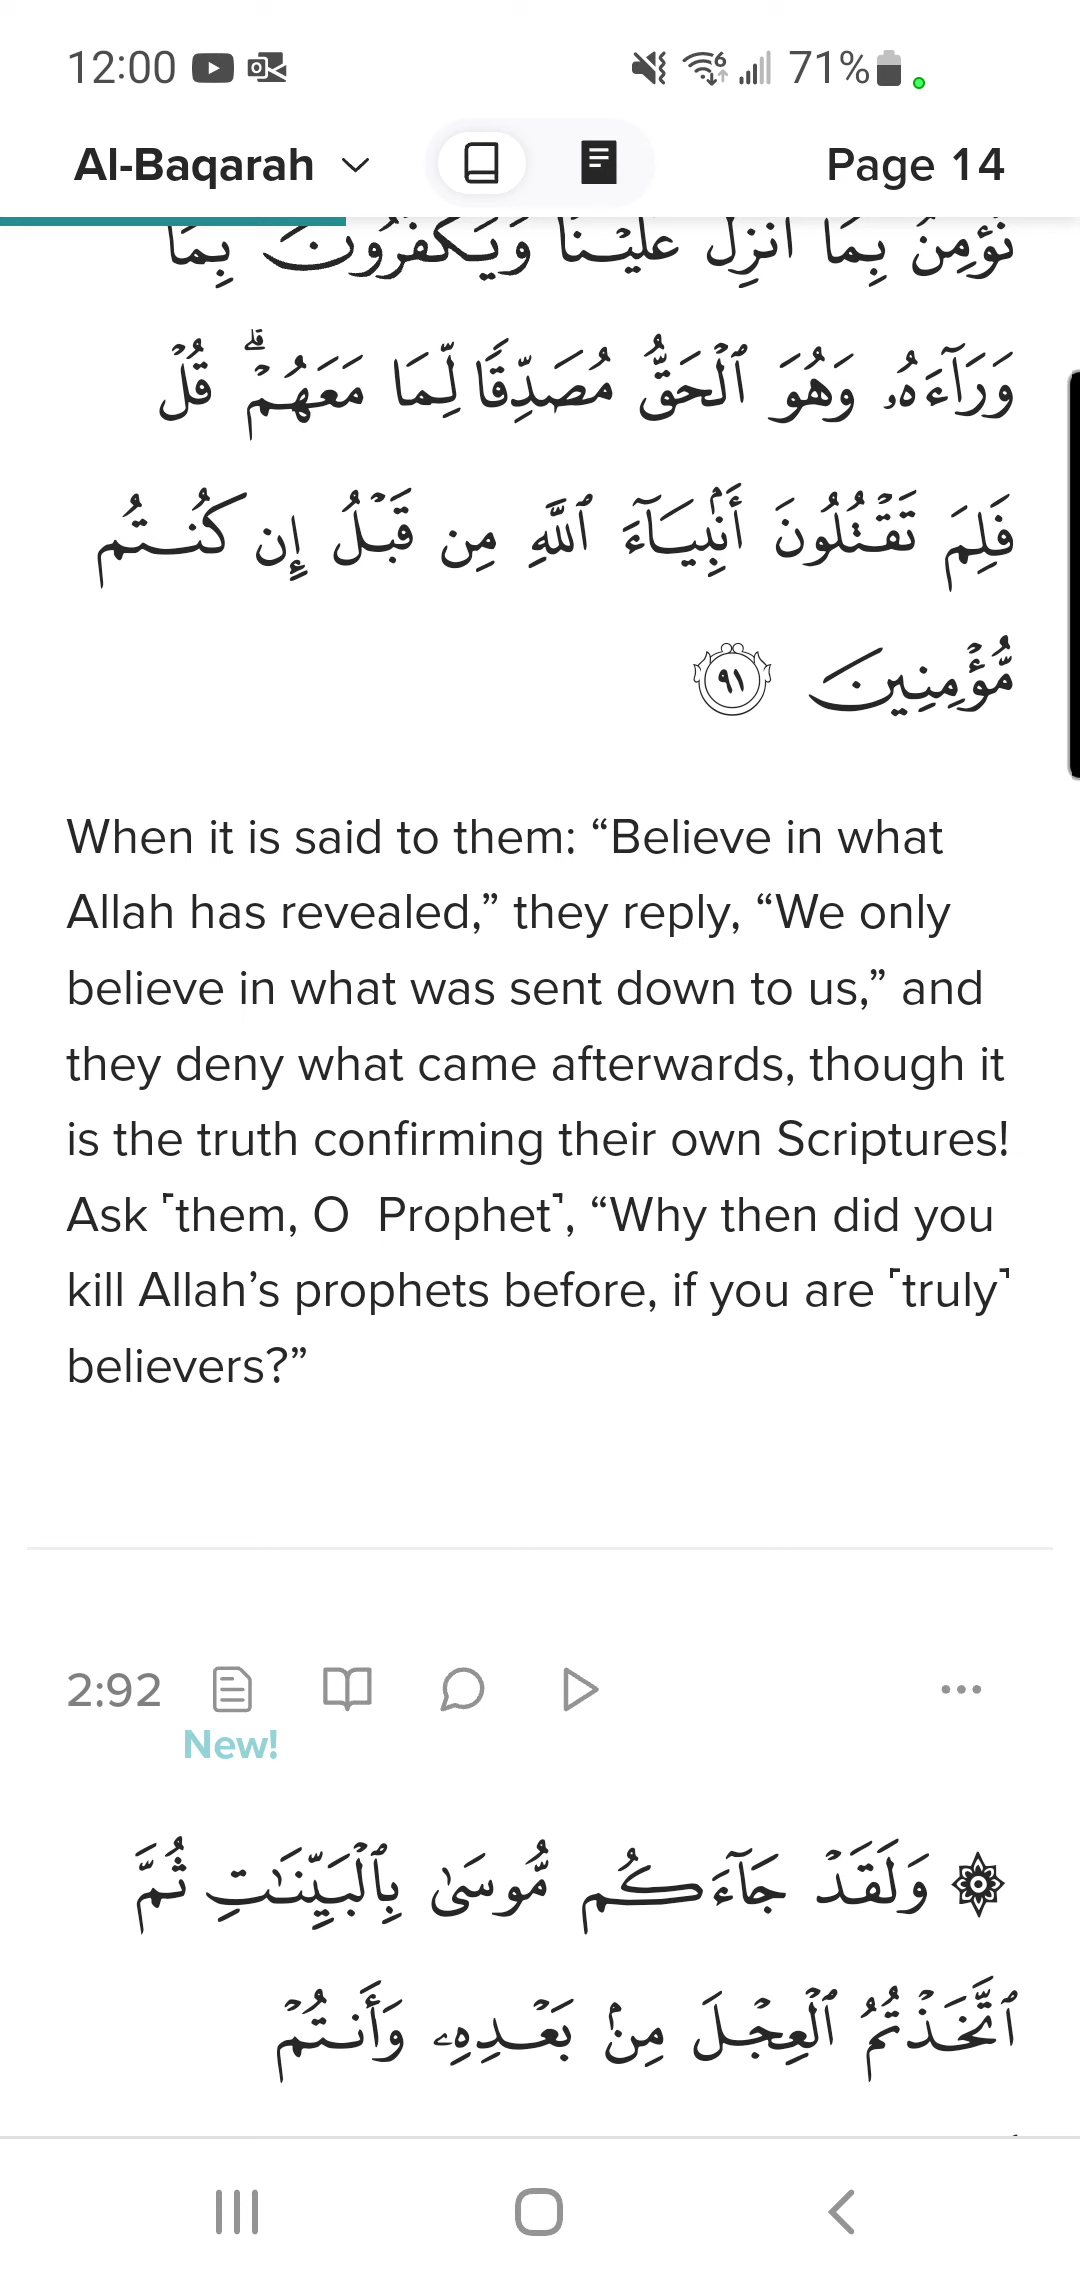 12:00 71%
Al-Baqarah Page 14
نُؤْمِنُ بِمَآ أُنزِلَ عَلَيْنَا وَيَكْفُرُونَ بِمَا
وَرَآءَهُۥ وَهُوَ ٱلْحَقُّ مُصَدِّقًا لِّمَا مَعَهُمْ ۗ قُلْ
فَلِمَ تَقْتُلُونَ أَنۢبِيَآءَ ٱللَّهِ مِن قَبْلُ إِن كُنتُم
مُّؤْمِنِينَ ٩١
When it is said to them: “Believe in what
Allah has revealed,” they reply, “We only
believe in what was sent down to us,” and
they deny what came afterwards, though it
is the truth confirming their own Scriptures!
Ask ˹them, O Prophet˺, “Why then did you
kill Allah’s prophets before, if you are ˹truly˺
believers?”
2:92
New!
۞ وَلَقَدْ جَآءَكُم مُّوسَىٰ بِٱلْبَيِّنَـٰتِ ثُمَّ
ٱتَّخَذْتُمُ ٱلْعِجْلَ مِنۢ بَعْدِهِۦ وَأَنتُمْ